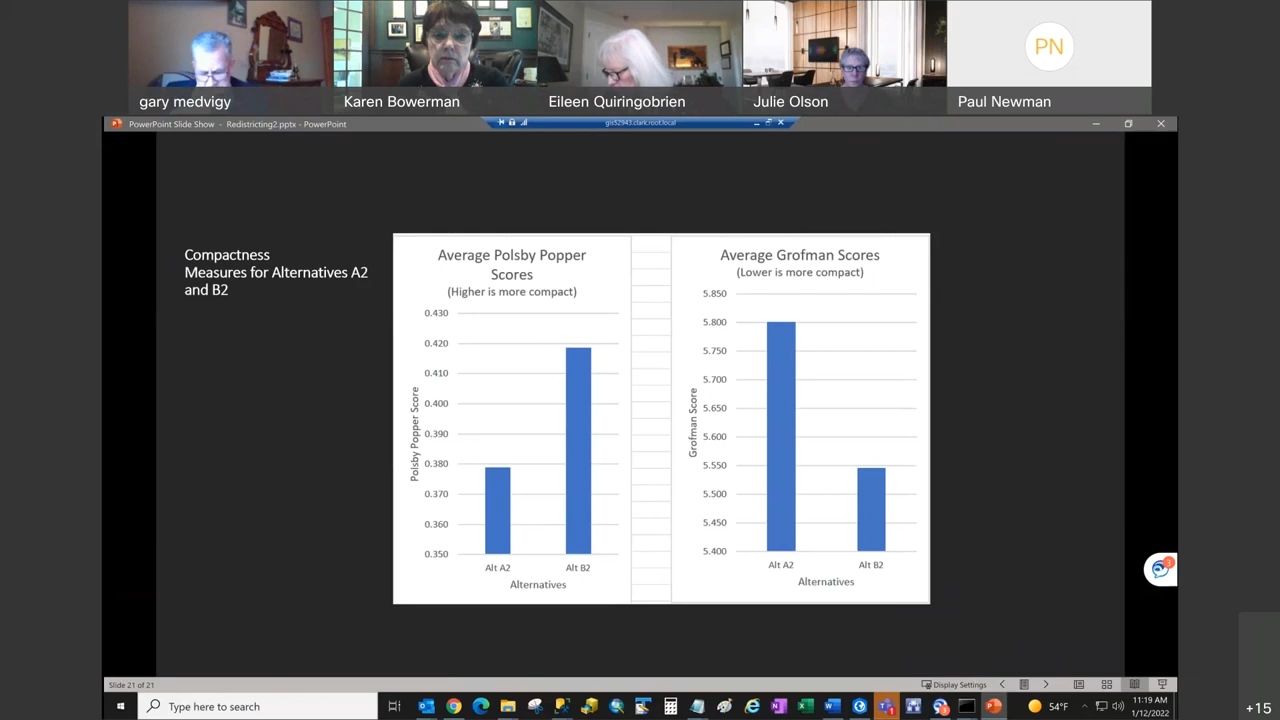 PN
gary medvigy
Karen Bowerman
Eileen Quiringobrien
Julie Olson
Paul Newman
PowerPoint Slide Show - Redistricting2.pptx - PowerPoint
gis52943.clark.root.local
Compactness
Measures for Alternatives A2
and B2
Average Polsby Popper
Scores
(Higher is more compact)
0.430
0.420
0.410
0.400
0.390
0.380
0.370
0.360
0.350
Polsby Popper Score
Alt A2
Alt B2
Alternatives
Average Grofman Scores
(Lower is more compact)
5.850
5.800
5.750
5.700
5.650
5.600
5.550
5.500
5.450
5.400
Grofman Score
Alt A2
Alt B2
Alternatives
3
Slide 21 of 21
Display Settings
Type here to search
54°F
11:19 AM
1/12/2022
+15